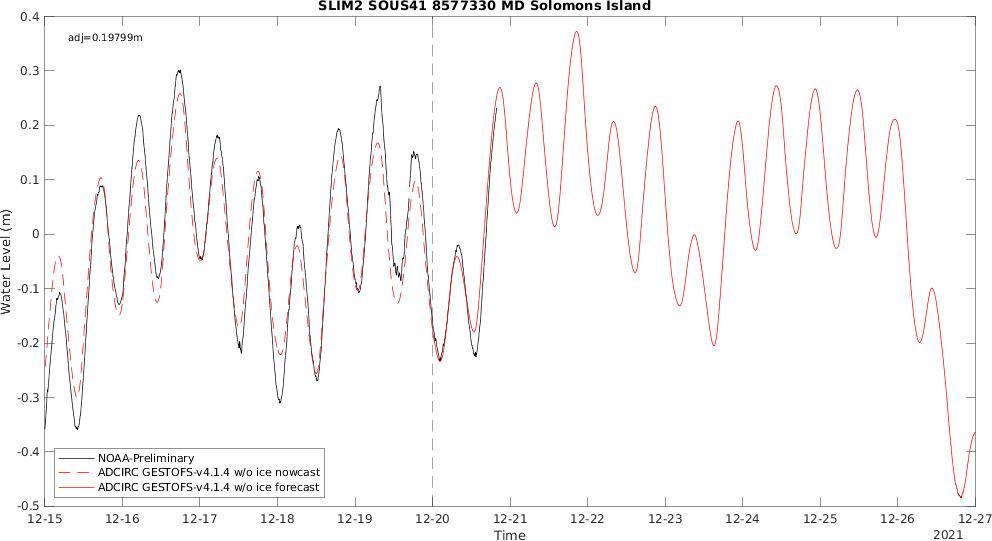 SLIM2 SOUS41 8577330 MD Solomons Island
adj=0.19799m
0.4
0.3
0.2
0.1
0
-0.1
-0.2
-0.3
-0.4
-0.5
Water Level (m)
NOAA-Preliminary
ADCIRC GESTOFS-v4.1.4 w/o ice nowcast
ADCIRC GESTOFS-v4.1.4 w/o ice forecast
12-15 12-16 12-17 12-18 12-19 12-20 12-21 12-22 12-23 12-24 12-25 12-26 12-27
Time
2021